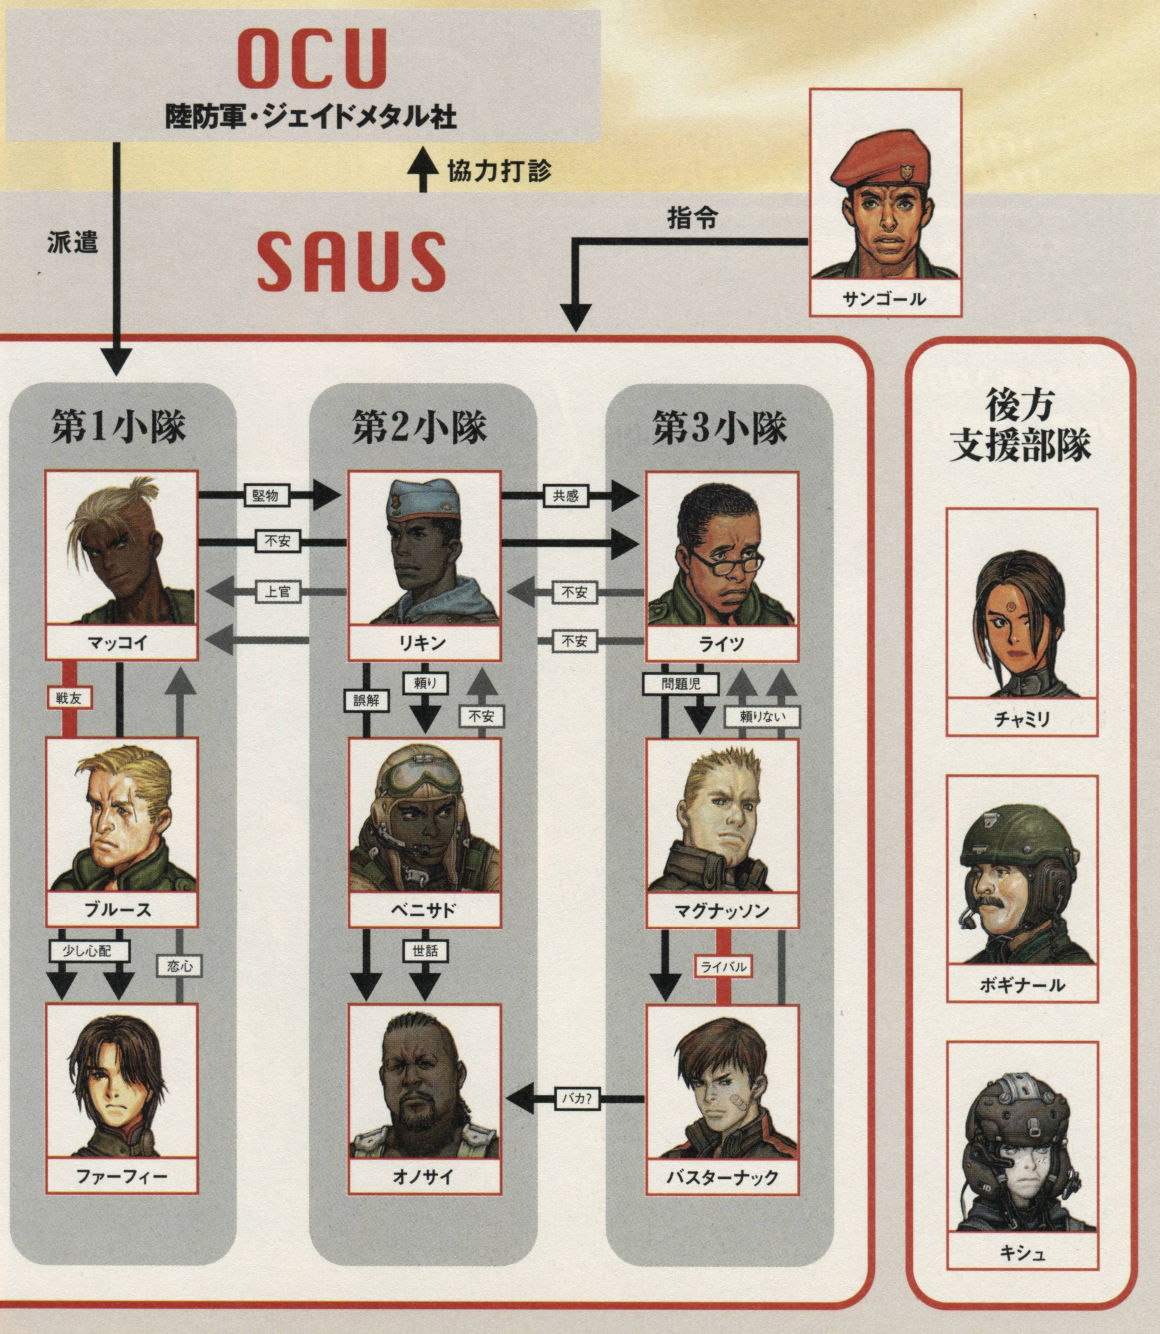 OCU
陸防軍・ジェイドメタル社
協力打診
派遣
SAUS
指令
サンゴール
第1小隊
第2小隊
第3小隊
後方
支援部隊
堅物
共感
不安
上官
不安
不安
マッコイ
リキン
ライツ
戦友
誤解
頼り
不安
問題児
頼りない
チャミリ
ブルース
ベニサド
マグナッソン
少し心配
恋心
世話
ライバル
ボギナール
バカ?
ファーフィー
オノサイ
バスターナック
キシュ